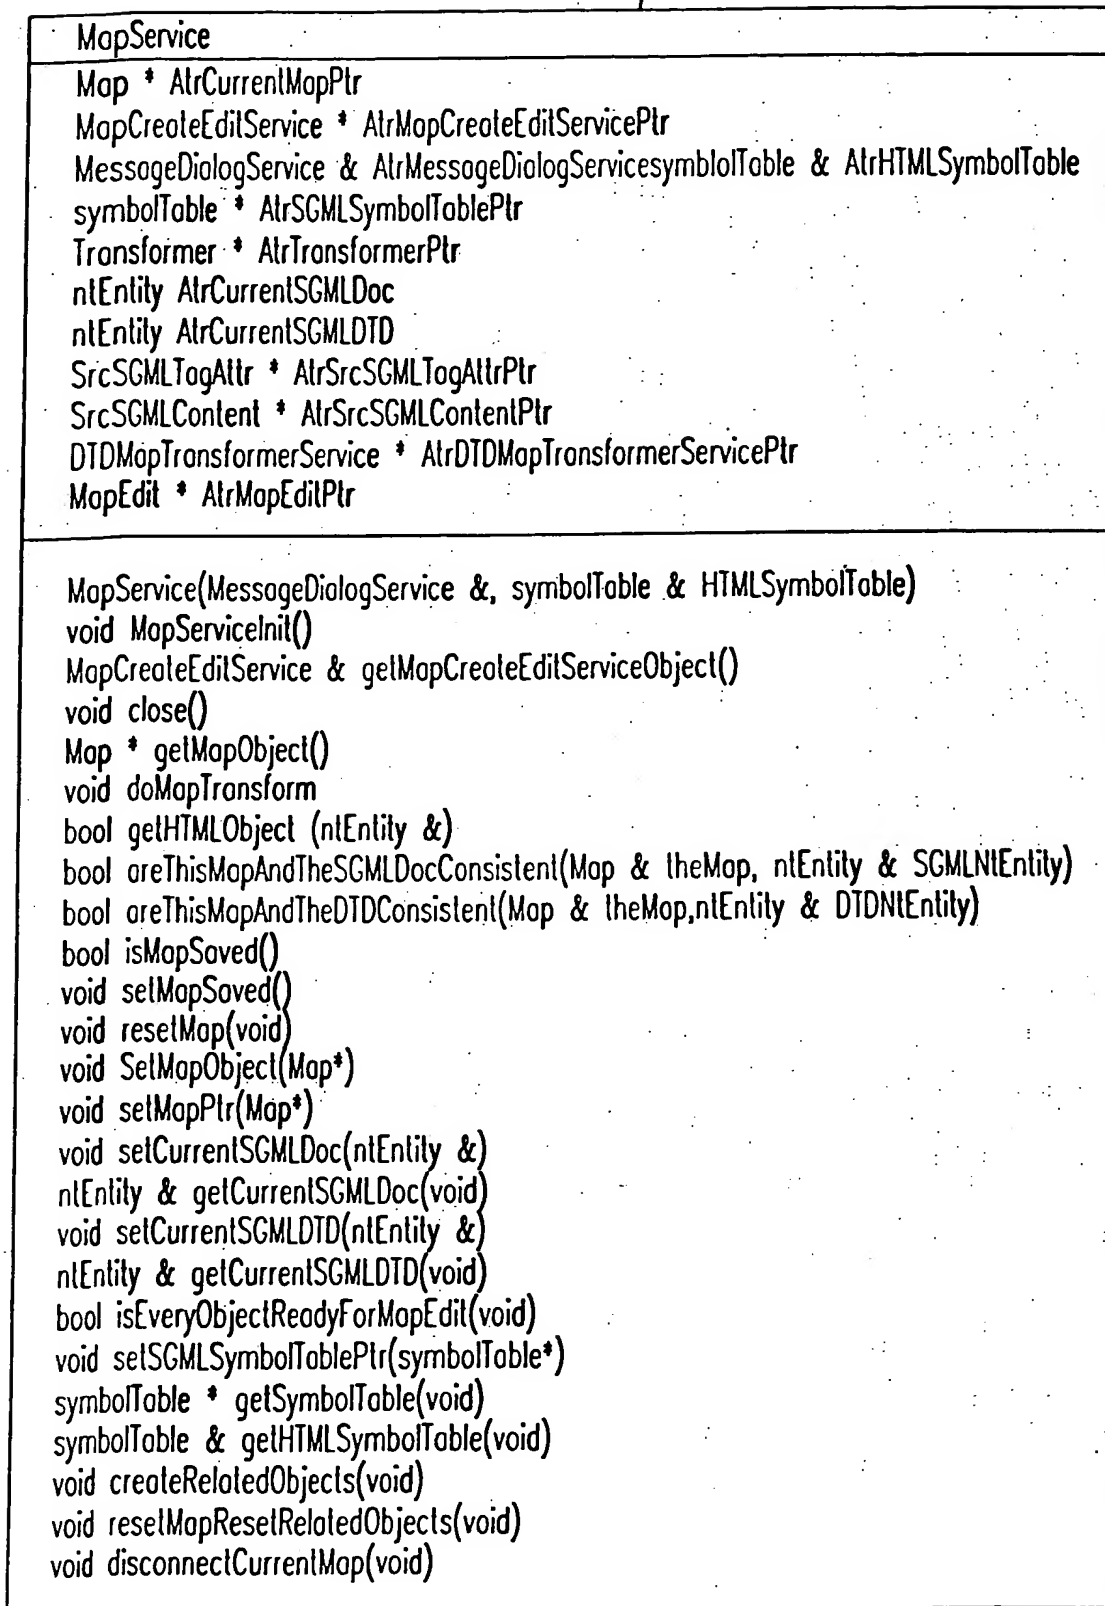 MapService
Map * AtrCurrentMapPtr
MapCreateEditService * AtrMapCreateEditServicePtr
MessageDialogService & AtrMessageDialogServicesymblolTable & AtrHTMLSymbolTable
symbolTable * AtrSGMLSymbolTablePtr
Transformer * AtrTransformerPtr
ntEntity AtrCurrentSGMLDoc
ntEntity AtrCurrentSGMLDTD
SrcSGMLTagAttr * AtrSrcSGMLTagAttrPtr
SrcSGMLContent * AtrSrcSGMLContentPtr
DTDMapTransformerService * AtrDTDMapTransformerServicePtr
MapEdit * AtrMapEditPtr
MapService(MessageDialogService &, symbolTable & HTMLSymbolTable)
void MapServiceInit()
MapCreateEditService & getMapCreateEditServiceObject()
void close()
Map * getMapObject()
void doMapTransform
bool getHTMLObject (ntEntity &)
bool areThisMapAndTheSGMLDocConsistent(Map & theMap, ntEntity & SGMLNtEntity)
bool areThisMapAndTheDTDConsistent(Map & theMap,ntEntity & DTDNtEntity)
bool isMapSaved()
void setMapSaved()
void resetMap(void)
void SetMapObject(Map*)
void setMapPtr(Map*)
void setCurrentSGMLDoc(ntEntity &)
ntEntity & getCurrentSGMLDoc(void)
void setCurrentSGMLDTD(ntEntity &)
ntEntity & getCurrentSGMLDTD(void)
bool isEveryObjectReadyForMapEdit(void)
void setSGMLSymbolTablePtr(symbolTable*)
symbolTable * getSymbolTable(void)
symbolTable & getHTMLSymbolTable(void)
void createRelatedObjects(void)
void resetMapResetRelatedObjects(void)
void disconnectCurrentMap(void)